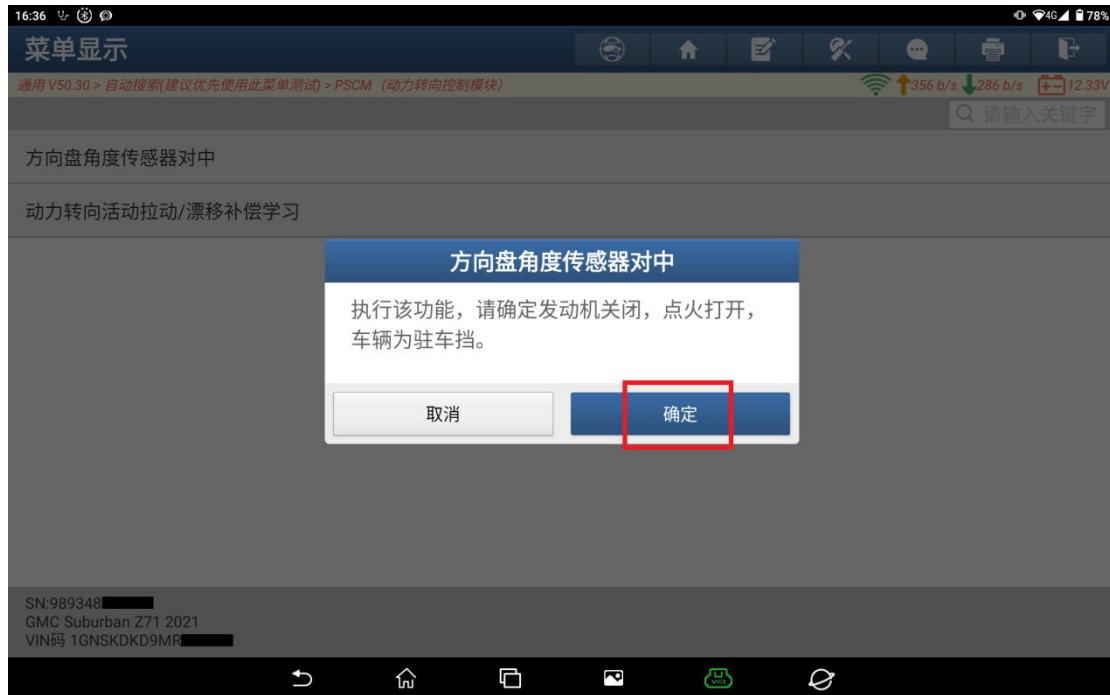 16:36
4G 78%
菜单显示
通用 V50.30 > 自动搜索(建议优先使用此菜单测试) > PSCM（动力转向控制模块）
356 b/s 286 b/s 12.33V
请输入关键字
方向盘角度传感器对中
动力转向活动拉动/漂移补偿学习
方向盘角度传感器对中
执行该功能，请确定发动机关闭，点火打开，
车辆为驻车挡。
取消
确定
SN:989348
GMC Suburban Z71 2021
VIN码 1GNSKDKD9MR
VCI